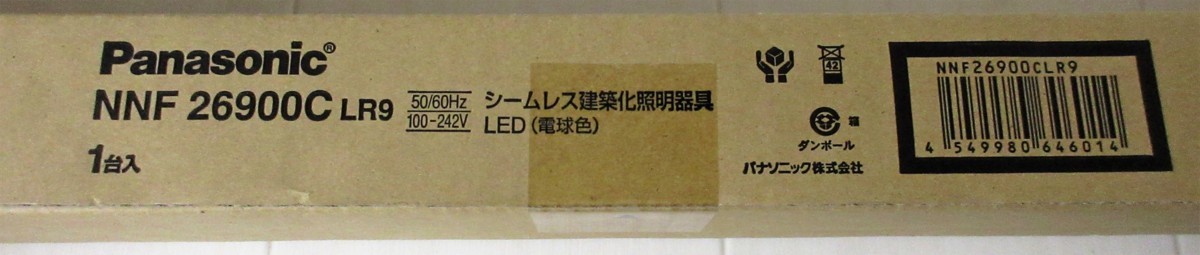 Panasonic®
NNF 26900C LR9
50/60Hz
100-242V
シームレス建築化照明器具
LED(電球色)
1台入
42
箱
ダンボール
パナソニック株式会社
NNF26900CLR9
4 549980 646014